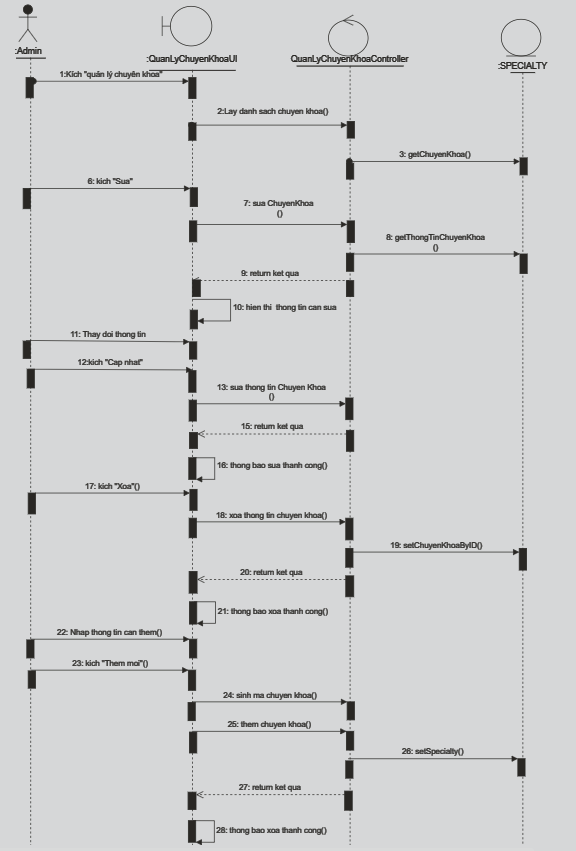 :Admin
:QuanLyChuyenKhoaUI
QuanLyChuyenKhoaController
:SPECIALTY
1:Kích "quản lý chuyên khoa"
2:Lay danh sach chuyen khoa()
3: getChuyenKhoa()
6: kich "Sua"
7: sua ChuyenKhoa
()
8: getThongTinChuyenKhoa
()
9: return ket qua
10: hien thi thong tin can sua
11: Thay doi thong tin
12:kich "Cap nhat"
13: sua thong tin Chuyen Khoa
()
15: return ket qua
16: thong bao sua thanh cong()
17: kich "Xoa"()
18: xoa thong tin chuyen khoa()
19: setChuyenKhoaByID()
20: return ket qua
21: thong bao xoa thanh cong()
22: Nhap thong tin can them()
23: kich "Them moi"()
24: sinh ma chuyen khoa()
25: them chuyen khoa()
26: setSpecialty()
27: return ket qua
28: thong bao xoa thanh cong()